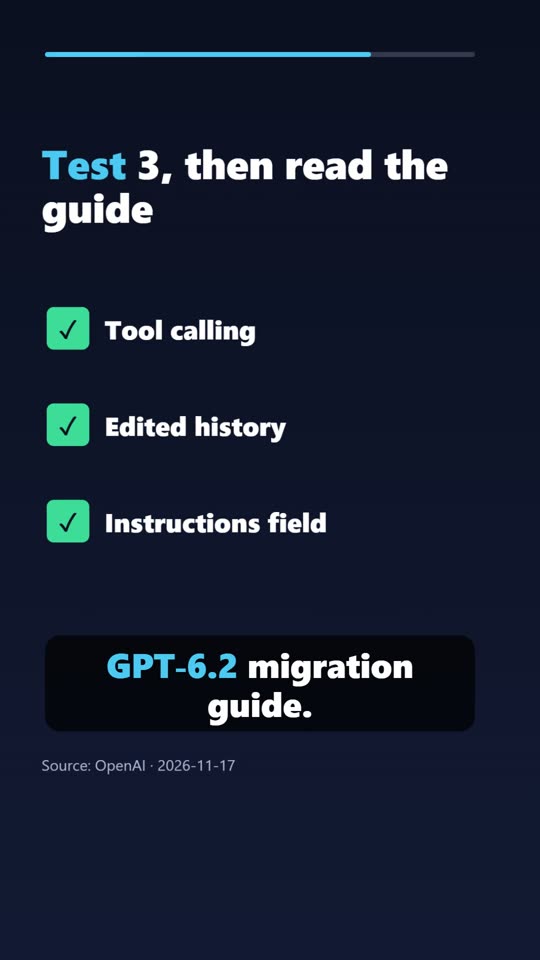 Test 3, then read the
guide
✓ Tool calling
✓ Edited history
✓ Instructions field
GPT-6.2 migration
guide.
Source: OpenAI · 2026-11-17